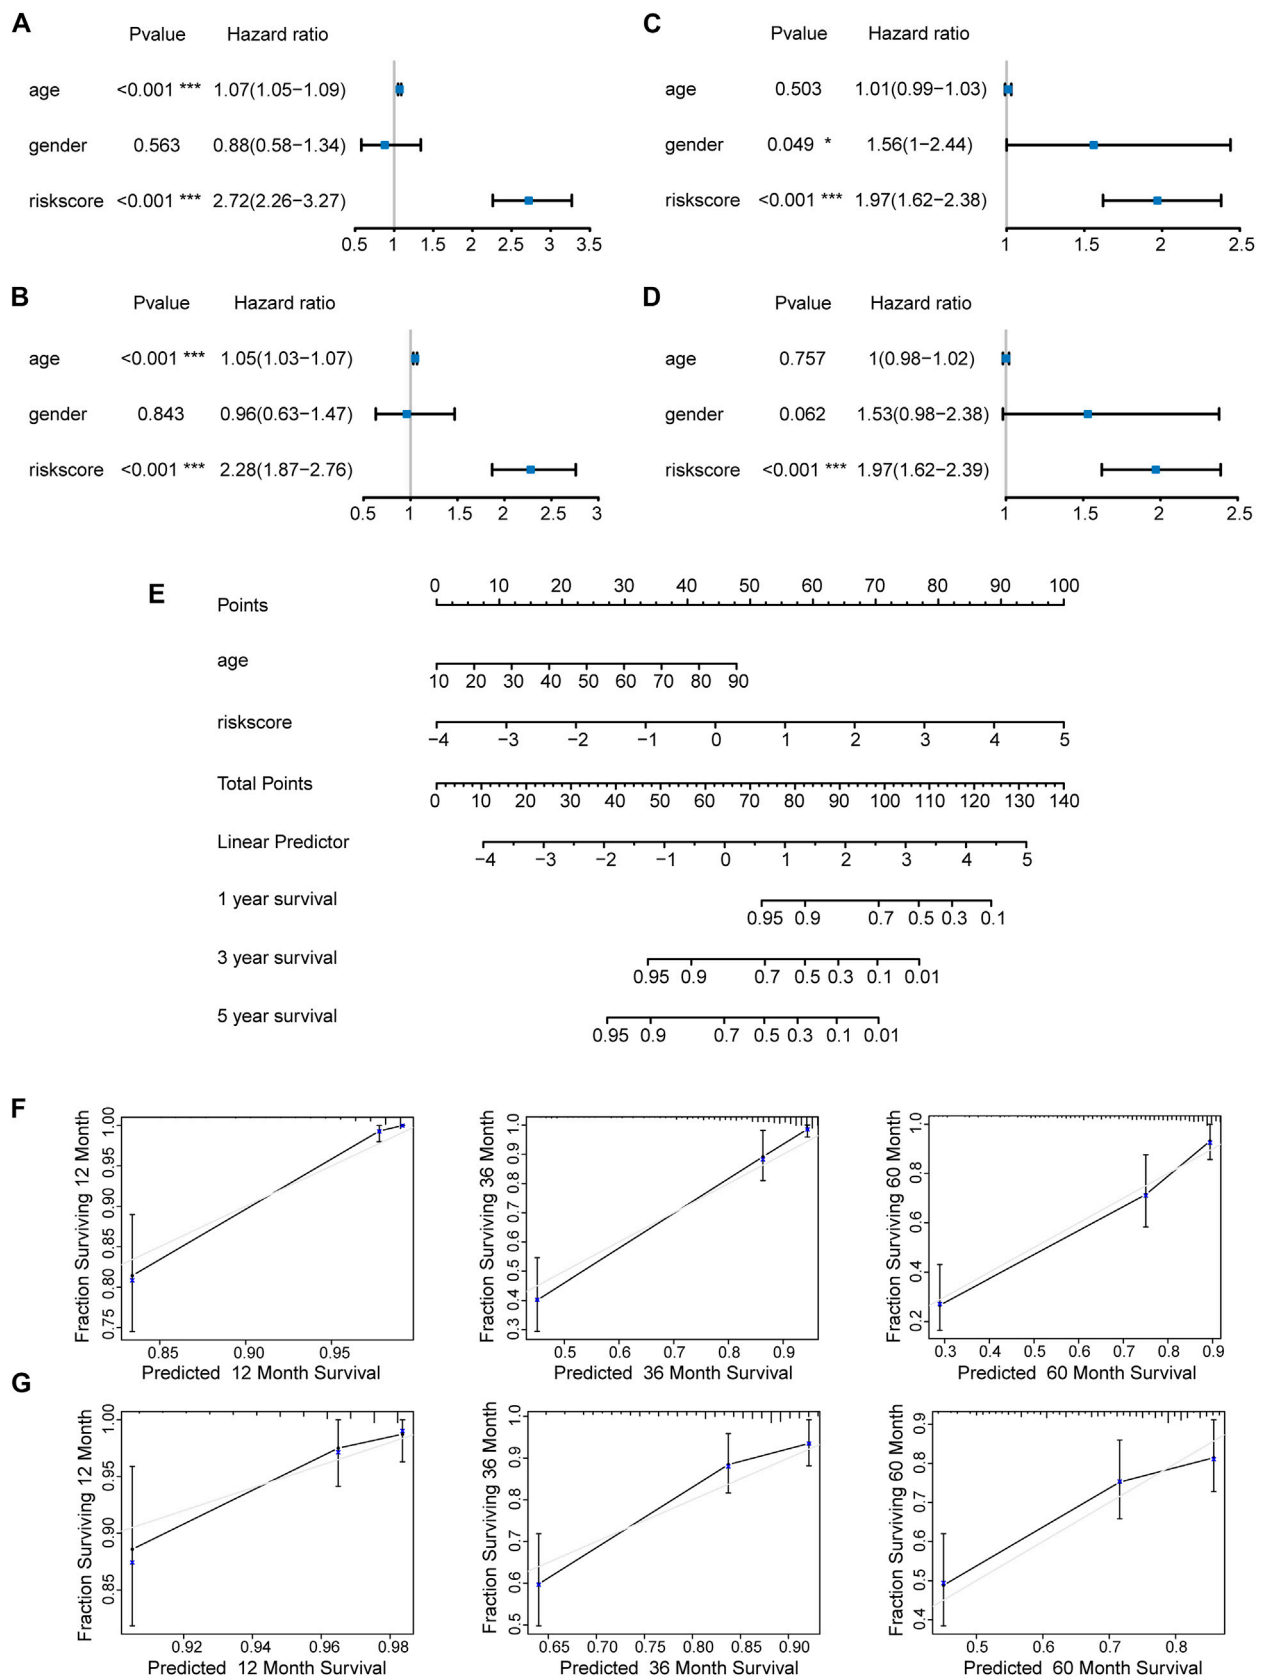 A
Pvalue Hazard ratio
age <0.001 *** 1.07(1.05−1.09)
gender 0.563 0.88(0.58−1.34)
riskscore <0.001 *** 2.72(2.26−3.27)
0.5 1 1.5 2 2.5 3 3.5
C
Pvalue Hazard ratio
age 0.503 1.01(0.99−1.03)
gender 0.049 * 1.56(1−2.44)
riskscore <0.001 *** 1.97(1.62−2.38)
1 1.5 2 2.5
B
Pvalue Hazard ratio
age <0.001 *** 1.05(1.03−1.07)
gender 0.843 0.96(0.63−1.47)
riskscore <0.001 *** 2.28(1.87−2.76)
0.5 1 1.5 2 2.5 3
D
Pvalue Hazard ratio
age 0.757 1(0.98−1.02)
gender 0.062 1.53(0.98−2.38)
riskscore <0.001 *** 1.97(1.62−2.39)
1 1.5 2 2.5
E
0 10 20 30 40 50 60 70 80 90 100
Points
age
10 20 30 40 50 60 70 80 90
riskscore
−4 −3 −2 −1 0 1 2 3 4 5
Total Points
0 10 20 30 40 50 60 70 80 90 100 110 120 130 140
Linear Predictor
−4 −3 −2 −1 0 1 2 3 4 5
1 year survival
0.95 0.9 0.7 0.5 0.3 0.1
3 year survival
0.95 0.9 0.7 0.5 0.3 0.1 0.01
5 year survival
0.95 0.9 0.7 0.5 0.3 0.1 0.01
F
Fraction Surviving 12 Month
0.75 0.80 0.85 0.90 0.95 1.00
0.85 0.90 0.95
Predicted 12 Month Survival
Fraction Surviving 36 Month
0.3 0.4 0.5 0.6 0.7 0.8 0.9 1.0
0.5 0.6 0.7 0.8 0.9
Predicted 36 Month Survival
Fraction Surviving 60 Month
0.2 0.4 0.6 0.8 1.0
0.3 0.4 0.5 0.6 0.7 0.8 0.9
Predicted 60 Month Survival
G
Fraction Surviving 12 Month
0.85 0.90 0.95 1.00
0.92 0.94 0.96 0.98
Predicted 12 Month Survival
Fraction Surviving 36 Month
0.5 0.6 0.7 0.8 0.9 1.0
0.65 0.70 0.75 0.80 0.85 0.90
Predicted 36 Month Survival
Fraction Surviving 60 Month
0.4 0.5 0.6 0.7 0.8 0.9
0.5 0.6 0.7 0.8
Predicted 60 Month Survival